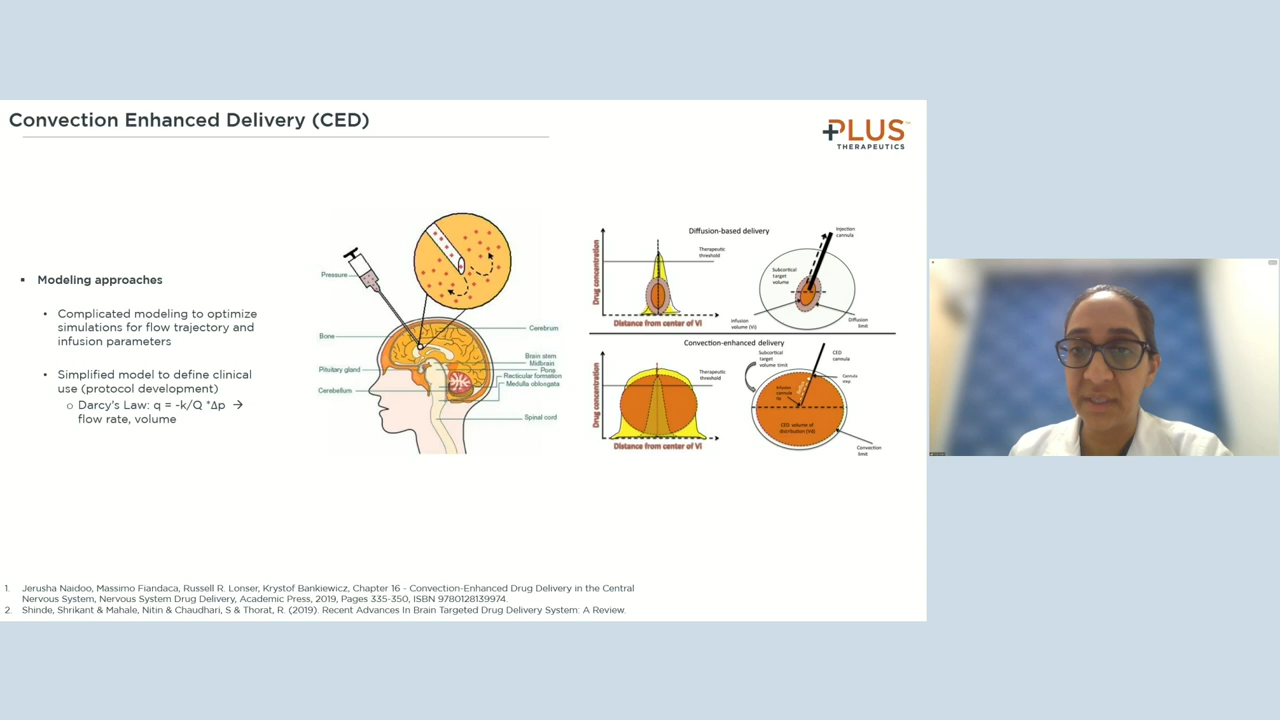 Convection Enhanced Delivery (CED)
PLUS
THERAPEUTICS
▪ Modeling approaches
• Complicated modeling to optimize
simulations for flow trajectory and
infusion parameters
• Simplified model to define clinical
use (protocol development)
o Darcy's Law: q = -k/Q *Δp →
flow rate, volume
Pressure
Bone
Pituitary gland
Cerebellum
Cerebrum
Brain stem
Midbrain
Pons
Recticular formation
Medulla oblongata
Spinal cord
Diffusion-based delivery
Drug concentration
Therapeutic
threshold
Distance from center of Vi
Injection
cannula
Subcortical
target
volume
Infusion
volume (Vi)
Diffusion
limit
Convection-enhanced delivery
Drug concentration
Therapeutic
threshold
Distance from center of Vi
Subcortical
target
volume limit
CED
cannula
Cannula
step
Infusion
cannula
tip
CED volume of
distribution (Vd)
Convection
limit
1. Jerusha Naidoo, Massimo Fiandaca, Russell R. Lonser, Krystof Bankiewicz, Chapter 16 - Convection-Enhanced Drug Delivery in the Central
Nervous System, Nervous System Drug Delivery, Academic Press, 2019, Pages 335-350, ISBN 9780128139974.
2. Shinde, Shrikant & Mahale, Nitin & Chaudhari, S & Thorat, R. (2019). Recent Advances In Brain Targeted Drug Delivery System: A Review.